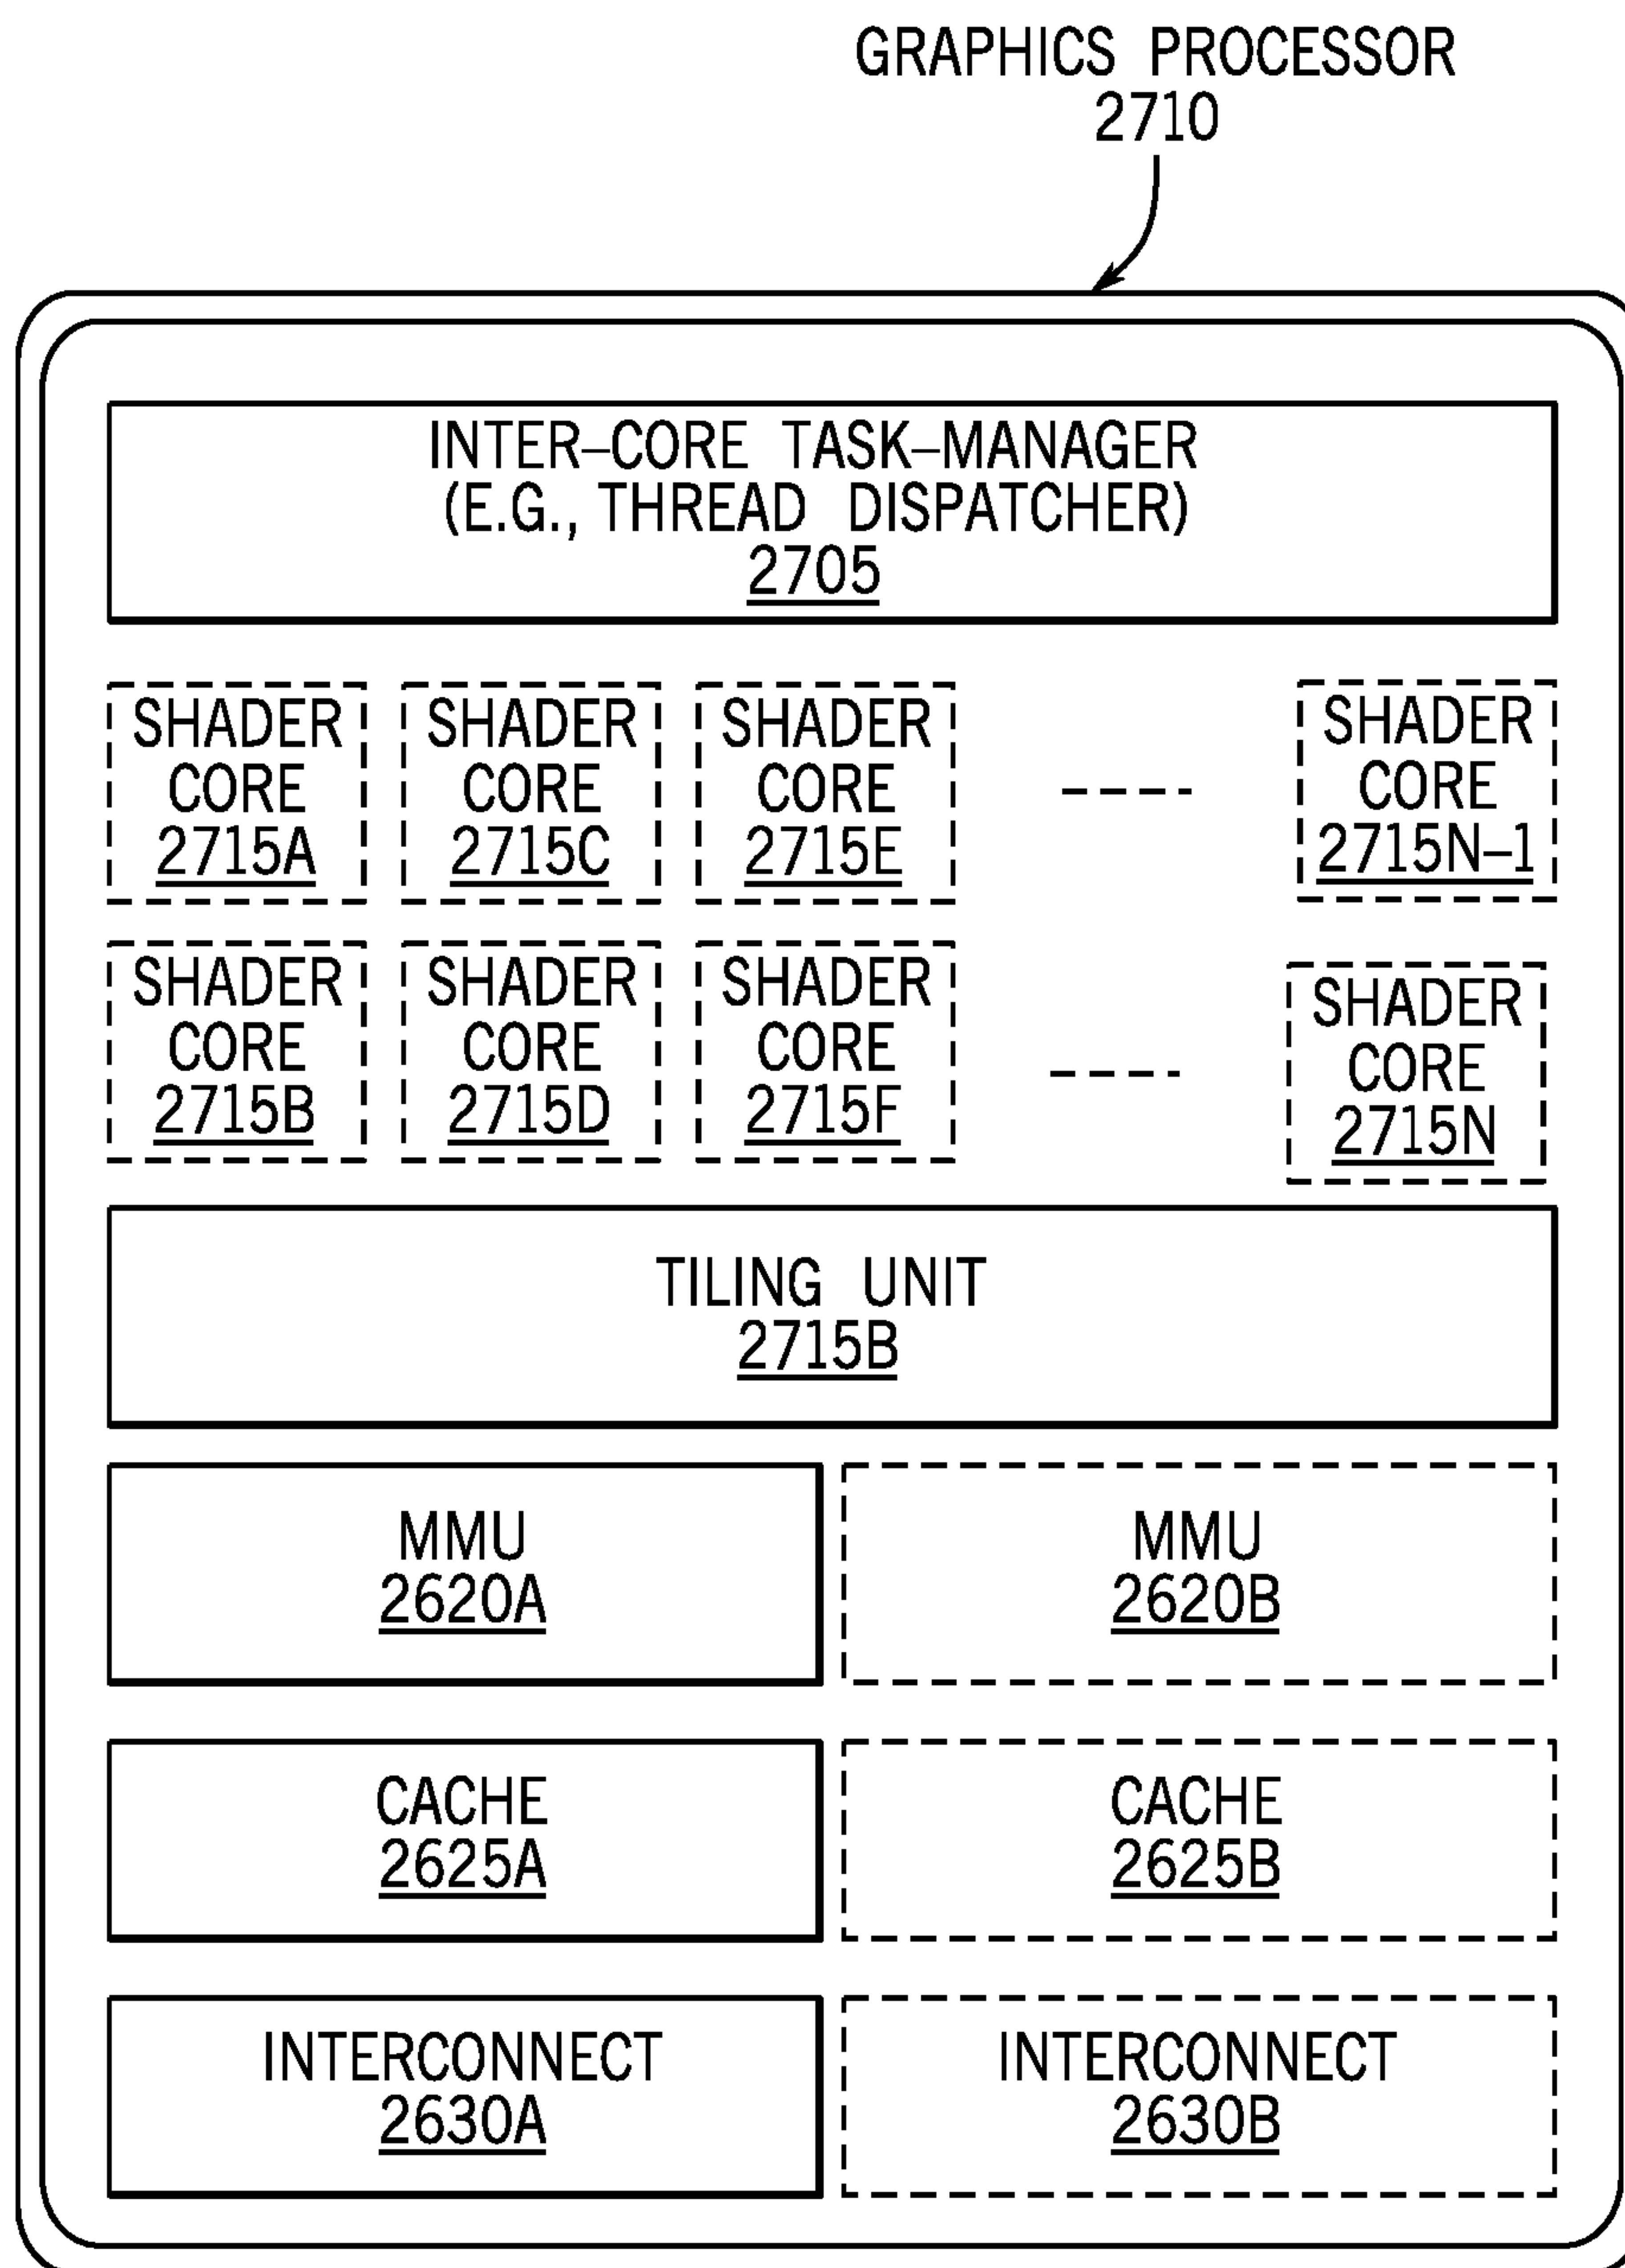 GRAPHICS PROCESSOR
2710
INTER–CORE TASK–MANAGER
(E.G., THREAD DISPATCHER)
2705
SHADER
CORE
2715A
SHADER
CORE
2715C
SHADER
CORE
2715E
SHADER
CORE
2715N–1
SHADER
CORE
2715B
SHADER
CORE
2715D
SHADER
CORE
2715F
SHADER
CORE
2715N
TILING UNIT
2715B
MMU
2620A
MMU
2620B
CACHE
2625A
CACHE
2625B
INTERCONNECT
2630A
INTERCONNECT
2630B